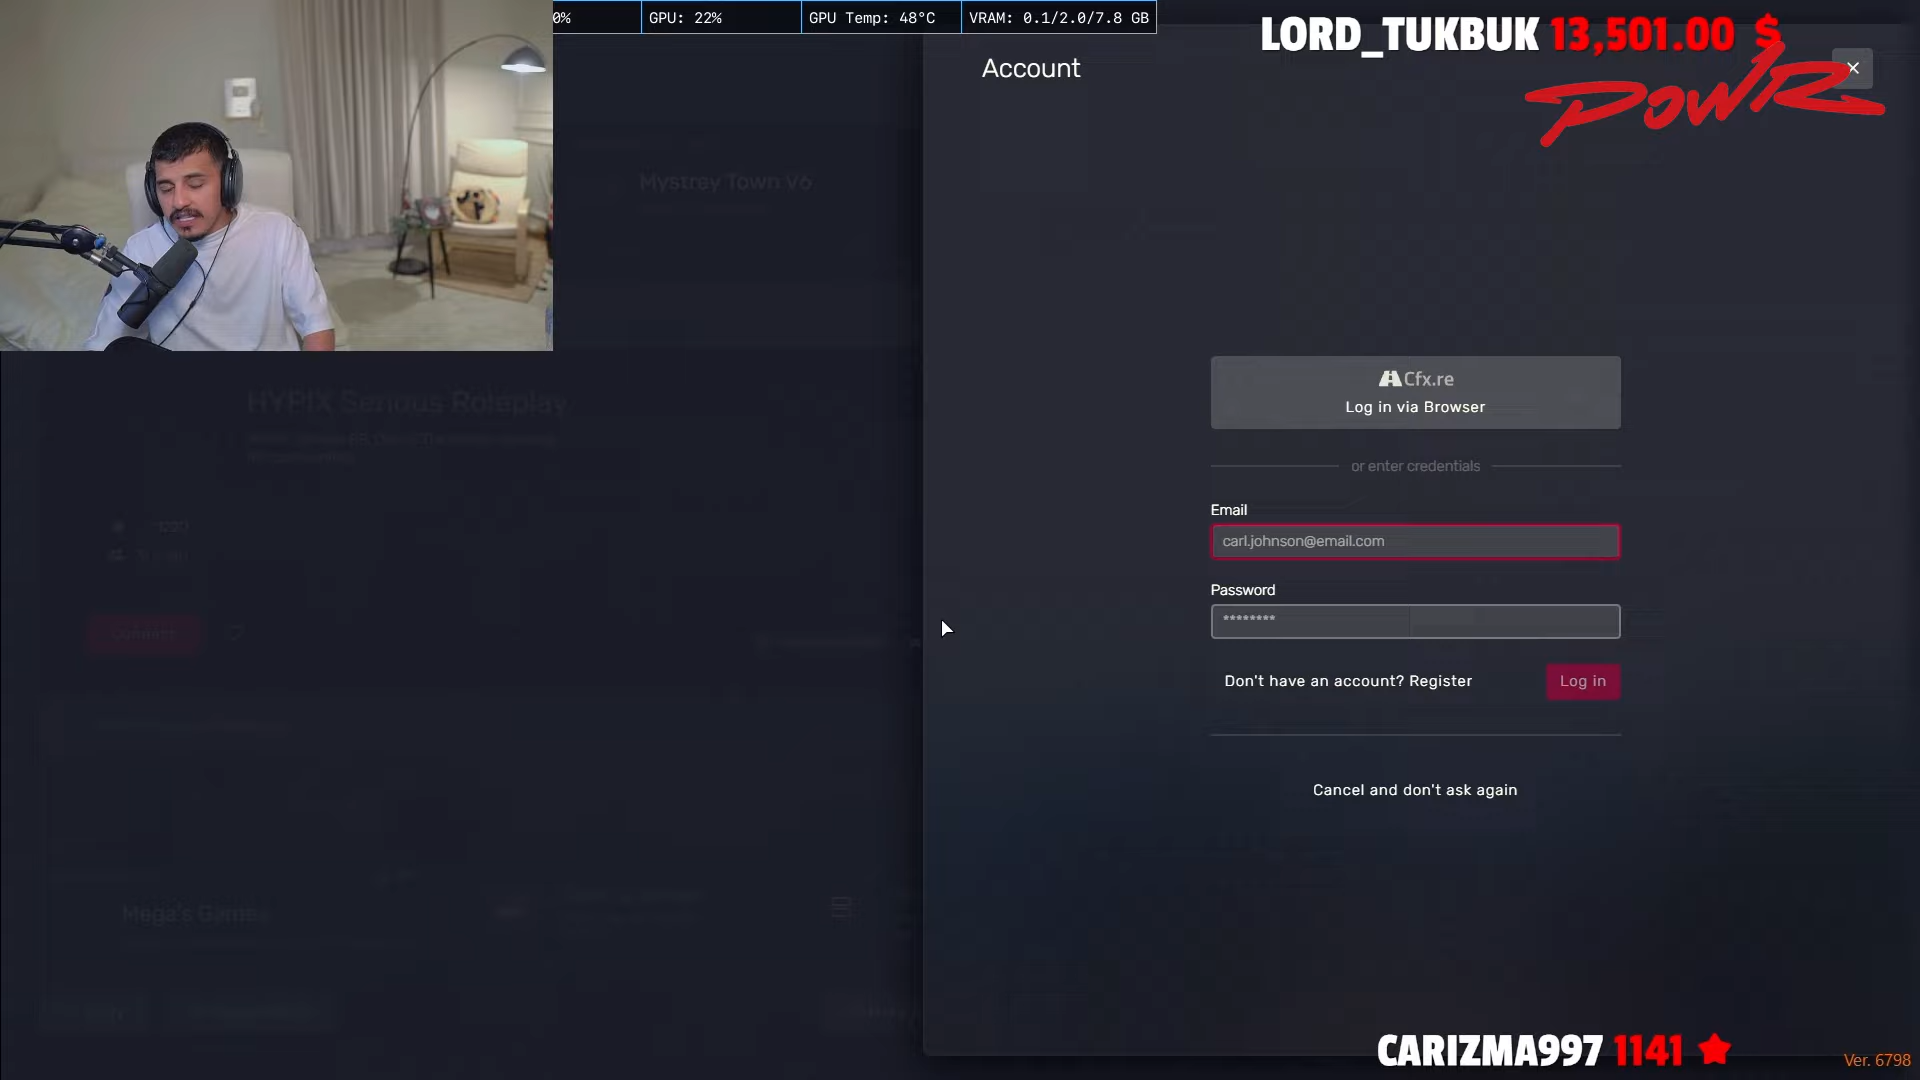 0%
GPU: 22%
GPU Temp: 48°C
VRAM: 0.1/2.0/7.8 GB
LORD_TUKBUK 13,501.00 $
POWR
Account
Mystrey Town V6
HYPIX Serious Roleplay
Connect
Mega's Games
Cfx.re
Log in via Browser
or enter credentials
Email
carl.johnson@email.com
Password
********
Don't have an account? Register
Log in
Cancel and don't ask again
CARIZMA997 1141
Ver. 6798